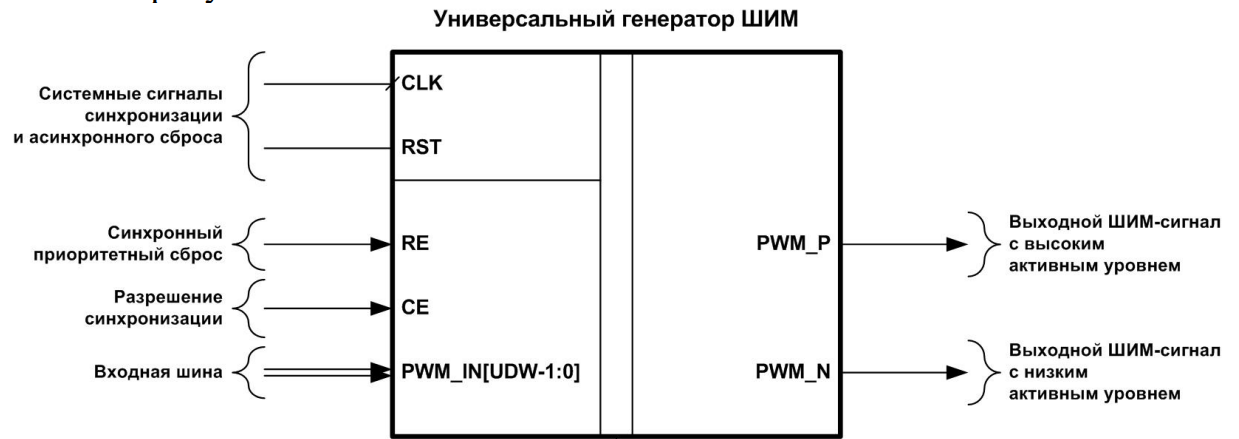 Универсальный генератор ШИМ
Системные сигналы
синхронизации
и асинхронного сброса
CLK
RST
Синхронный
приоритетный сброс
RE
PWM_P
Выходной ШИМ-сигнал
с высоким
активным уровнем
Разрешение
синхронизации
CE
Входная шина
PWM_IN[UDW-1:0]
PWM_N
Выходной ШИМ-сигнал
с низким
активным уровнем